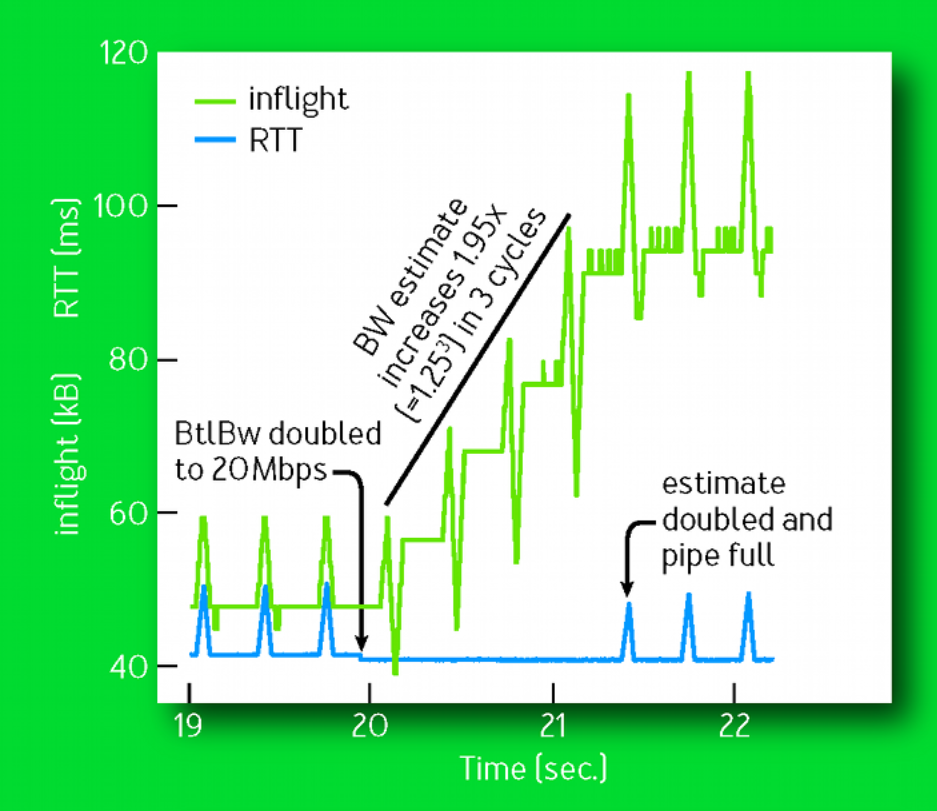 120
inflight
RTT
100
BW estimate
increases 1.95x
(=1.25³) in 3 cycles
80
BtlBw doubled
to 20Mbps
60
estimate
doubled and
pipe full
40
inflight (kB) RTT (ms)
19 20 21 22
Time (sec.)